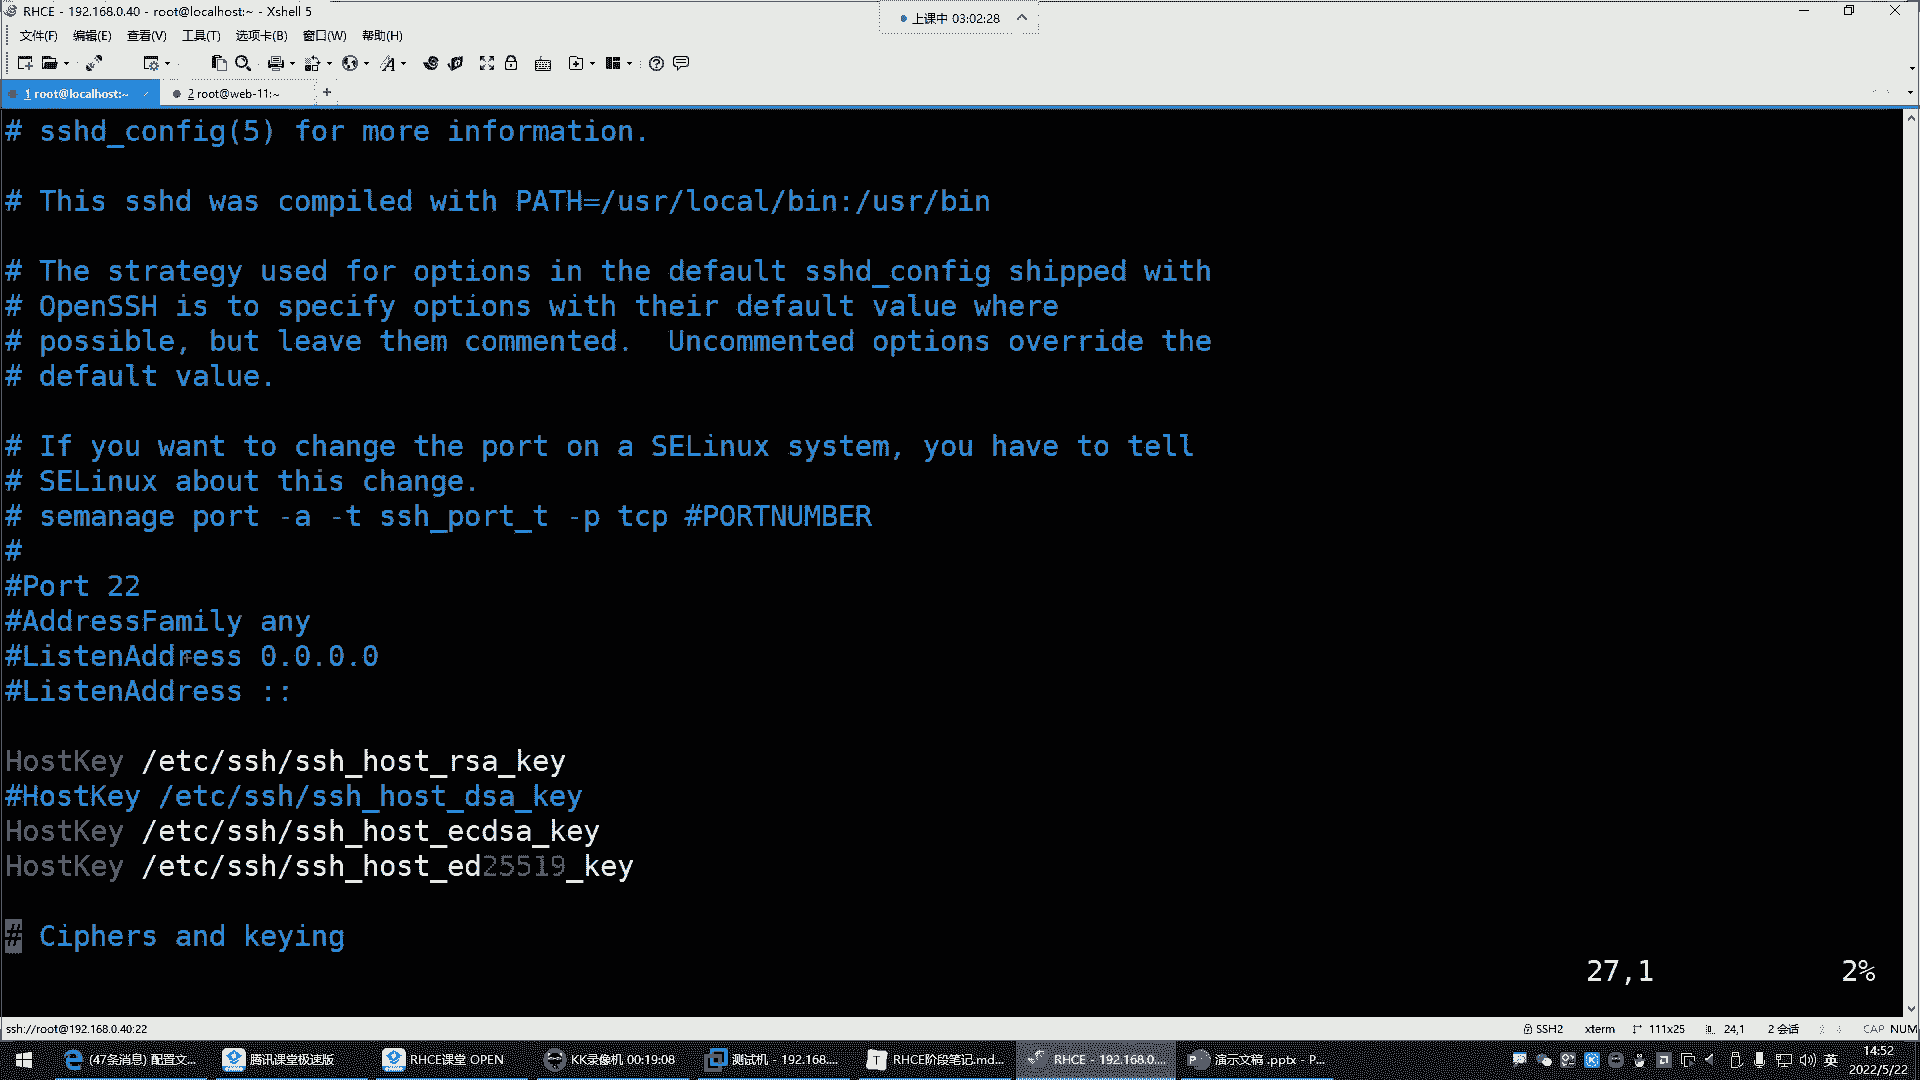 RHCE - 192.168.0.40 - root@localhost:~ - Xshell 5
上课中 03:02:28
文件(F) 编辑(E) 查看(V) 工具(T) 选项卡(B) 窗口(W) 帮助(H)
1 root@localhost:~ 2 root@web-11:~ +
# sshd_config(5) for more information.
# This sshd was compiled with PATH=/usr/local/bin:/usr/bin
# The strategy used for options in the default sshd_config shipped with
# OpenSSH is to specify options with their default value where
# possible, but leave them commented.  Uncommented options override the
# default value.
# If you want to change the port on a SELinux system, you have to tell
# SELinux about this change.
# semanage port -a -t ssh_port_t -p tcp #PORTNUMBER
#
#Port 22
#AddressFamily any
#ListenAddress 0.0.0.0
#ListenAddress ::
HostKey /etc/ssh/ssh_host_rsa_key
#HostKey /etc/ssh/ssh_host_dsa_key
HostKey /etc/ssh/ssh_host_ecdsa_key
HostKey /etc/ssh/ssh_host_ed25519_key
# Ciphers and keying
27,1 2%
ssh://root@192.168.0.40:22 SSH2 xterm 111x25 24,1 2 会话 CAP NUM
(47条消息) 配置文... 腾讯课堂极速版 RHCE课堂 OPEN KK录像机 00:19:08 测试机 - 192.168.... RHCE阶段笔记.md... RHCE - 192.168.0.... 演示文稿 .pptx - P... 英 14:52
2022/5/22